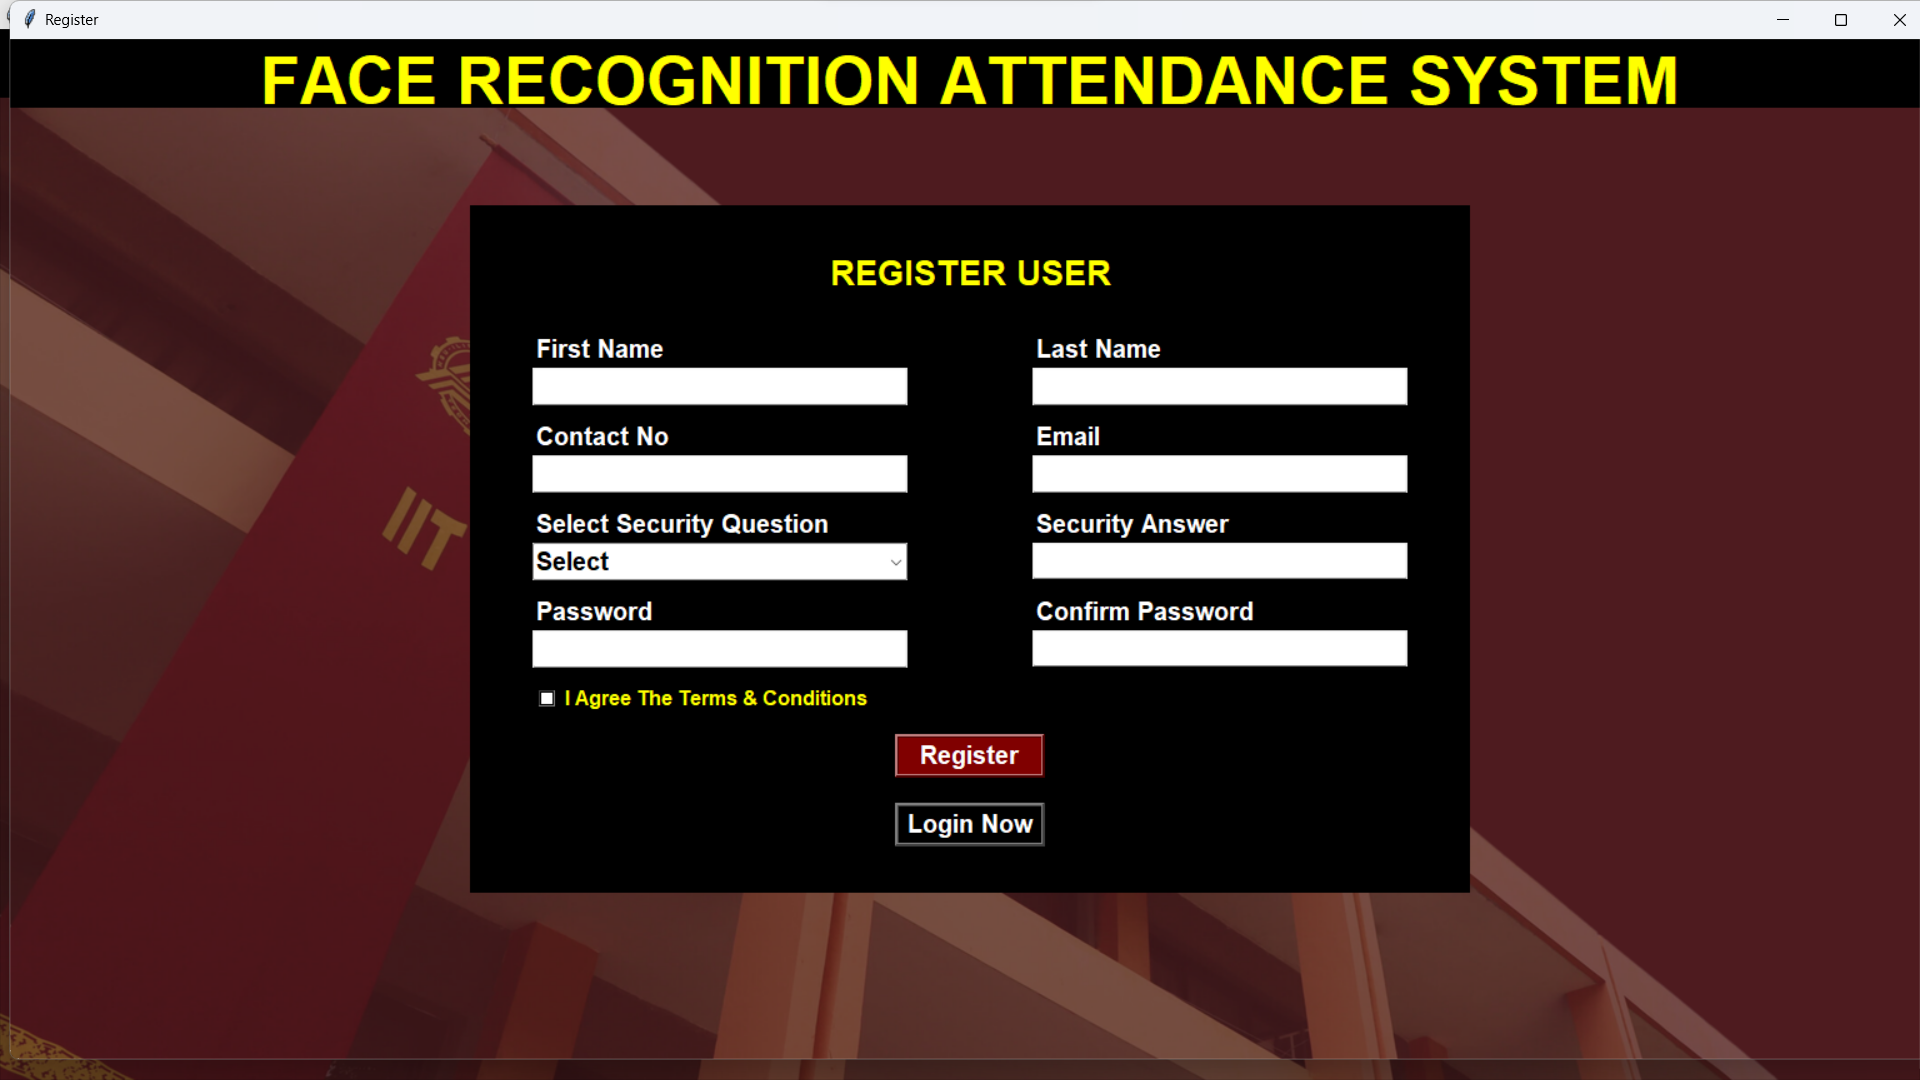 Register
FACE RECOGNITION ATTENDANCE SYSTEM
REGISTER USER
First Name
Last Name
Contact No
Email
Select Security Question
Security Answer
Select
Password
Confirm Password
I Agree The Terms & Conditions
Register
Login Now
IIT